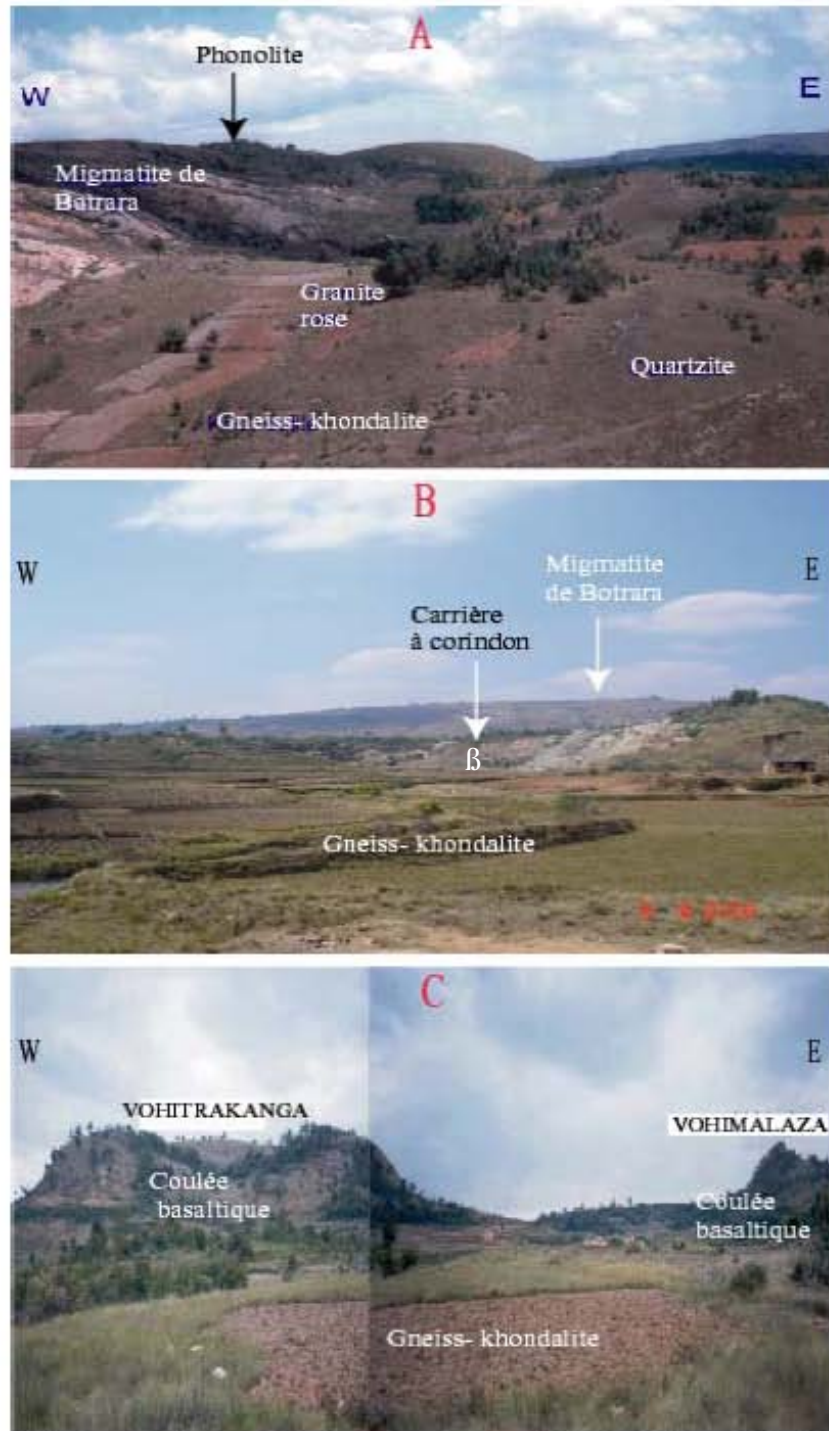 A
Phonolite
W
E
Migmatite de
Batrara
Granite
rose
Quartzite
Gneiss- khondalite
B
W
E
Migmatite
de Botrara
Carrière
à corindon
ß
Gneiss- khondalite
C
W
E
VOHITRAKANGA
VOHIMALAZA
Coulée
basaltique
Coulée
basaltique
Gneiss- khondalite